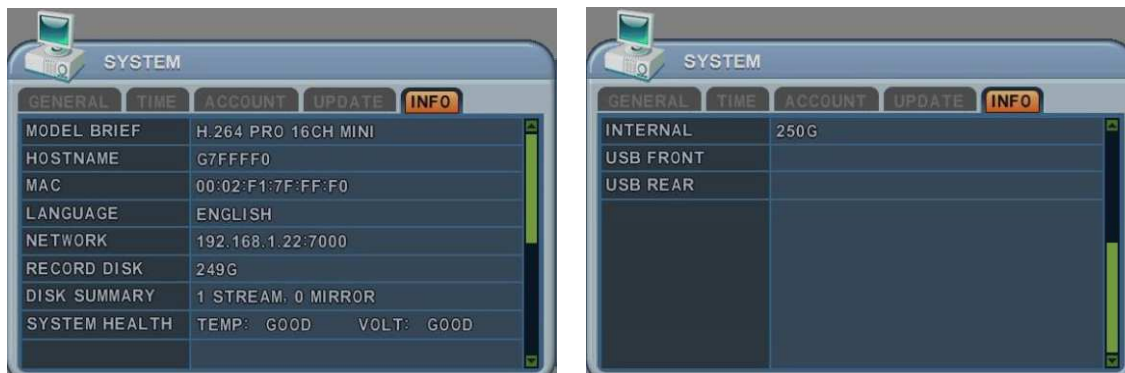 SYSTEM
GENERAL TIME ACCOUNT UPDATE INFO
MODEL BRIEF H.264 PRO 16CH MINI
HOSTNAME G7FFFF0
MAC 00:02:F1:7F:FF:F0
LANGUAGE ENGLISH
NETWORK 192.168.1.22:7000
RECORD DISK 249G
DISK SUMMARY 1 STREAM, 0 MIRROR
SYSTEM HEALTH TEMP: GOOD VOLT: GOOD
SYSTEM
GENERAL TIME ACCOUNT UPDATE INFO
INTERNAL 250G
USB FRONT
USB REAR